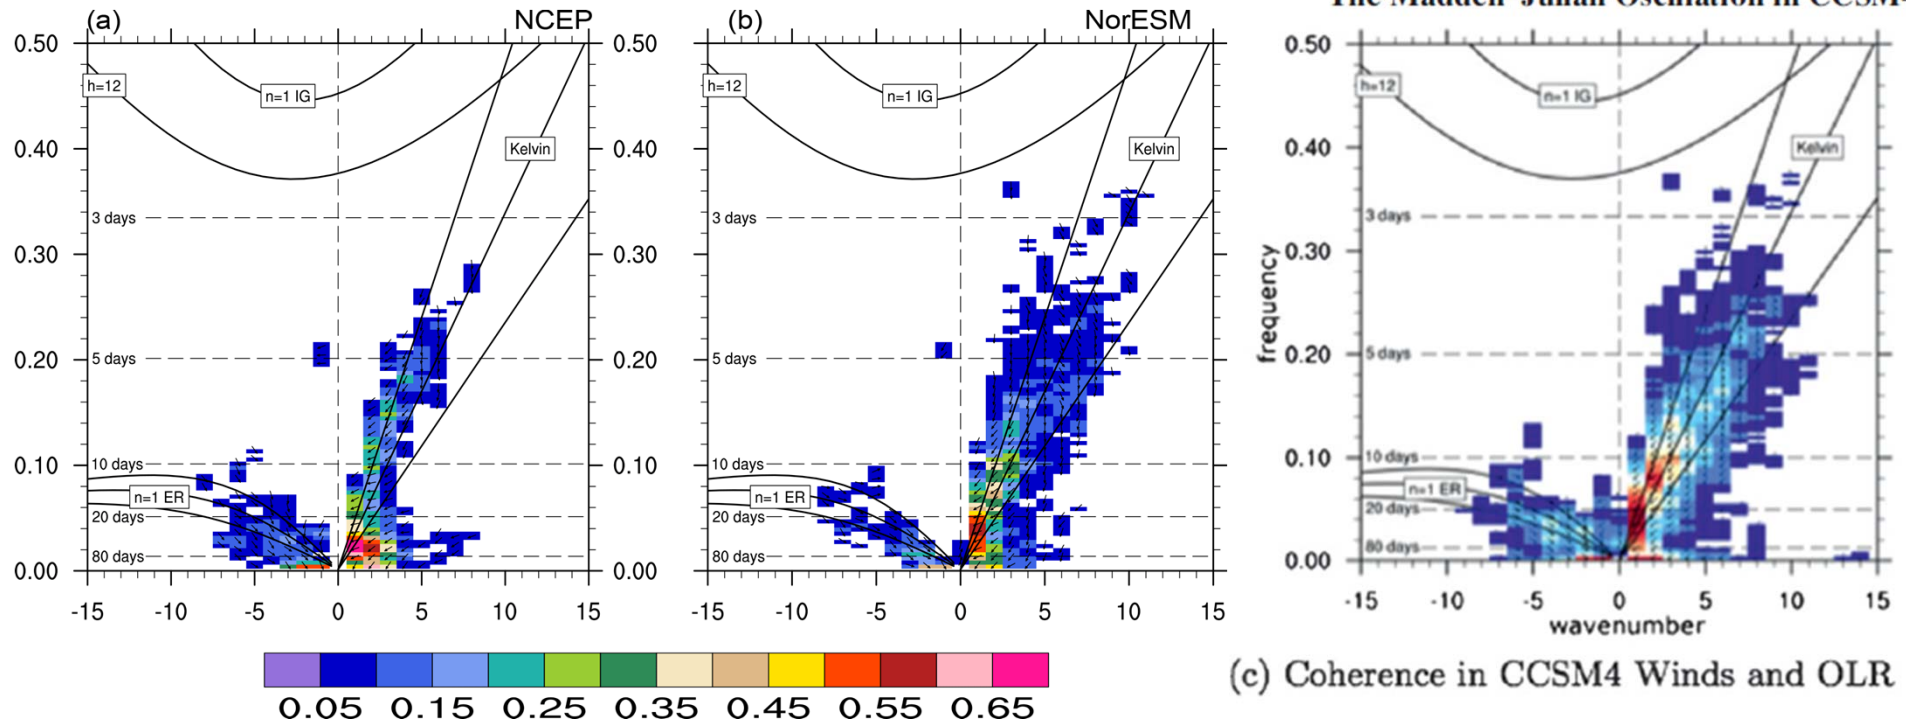 The Madden Julian Oscillation in CCSM4
(a) NCEP
(b) NorESM
0.50 0.50 0.50
h=12 n=1 IG h=12 n=1 IG h=12 n=1 IG
0.40 Kelvin 0.40 Kelvin 0.40 Kelvin
3 days 3 days 3 days
0.30 0.30 0.30
frequency
5 days 5 days 5 days
0.20 0.20 0.20
10 days 10 days 10 days
0.10 0.10 0.10
n=1 ER n=1 ER n=1 ER
20 days 20 days 20 days
80 days 80 days 80 days
0.00 0.00 0.00
-15 -10 -5 0 5 10 15 -15 -10 -5 0 5 10 15 -15 -10 -5 0 5 10 15
wavenumber
0.05 0.15 0.25 0.35 0.45 0.55 0.65
(c) Coherence in CCSM4 Winds and OLR